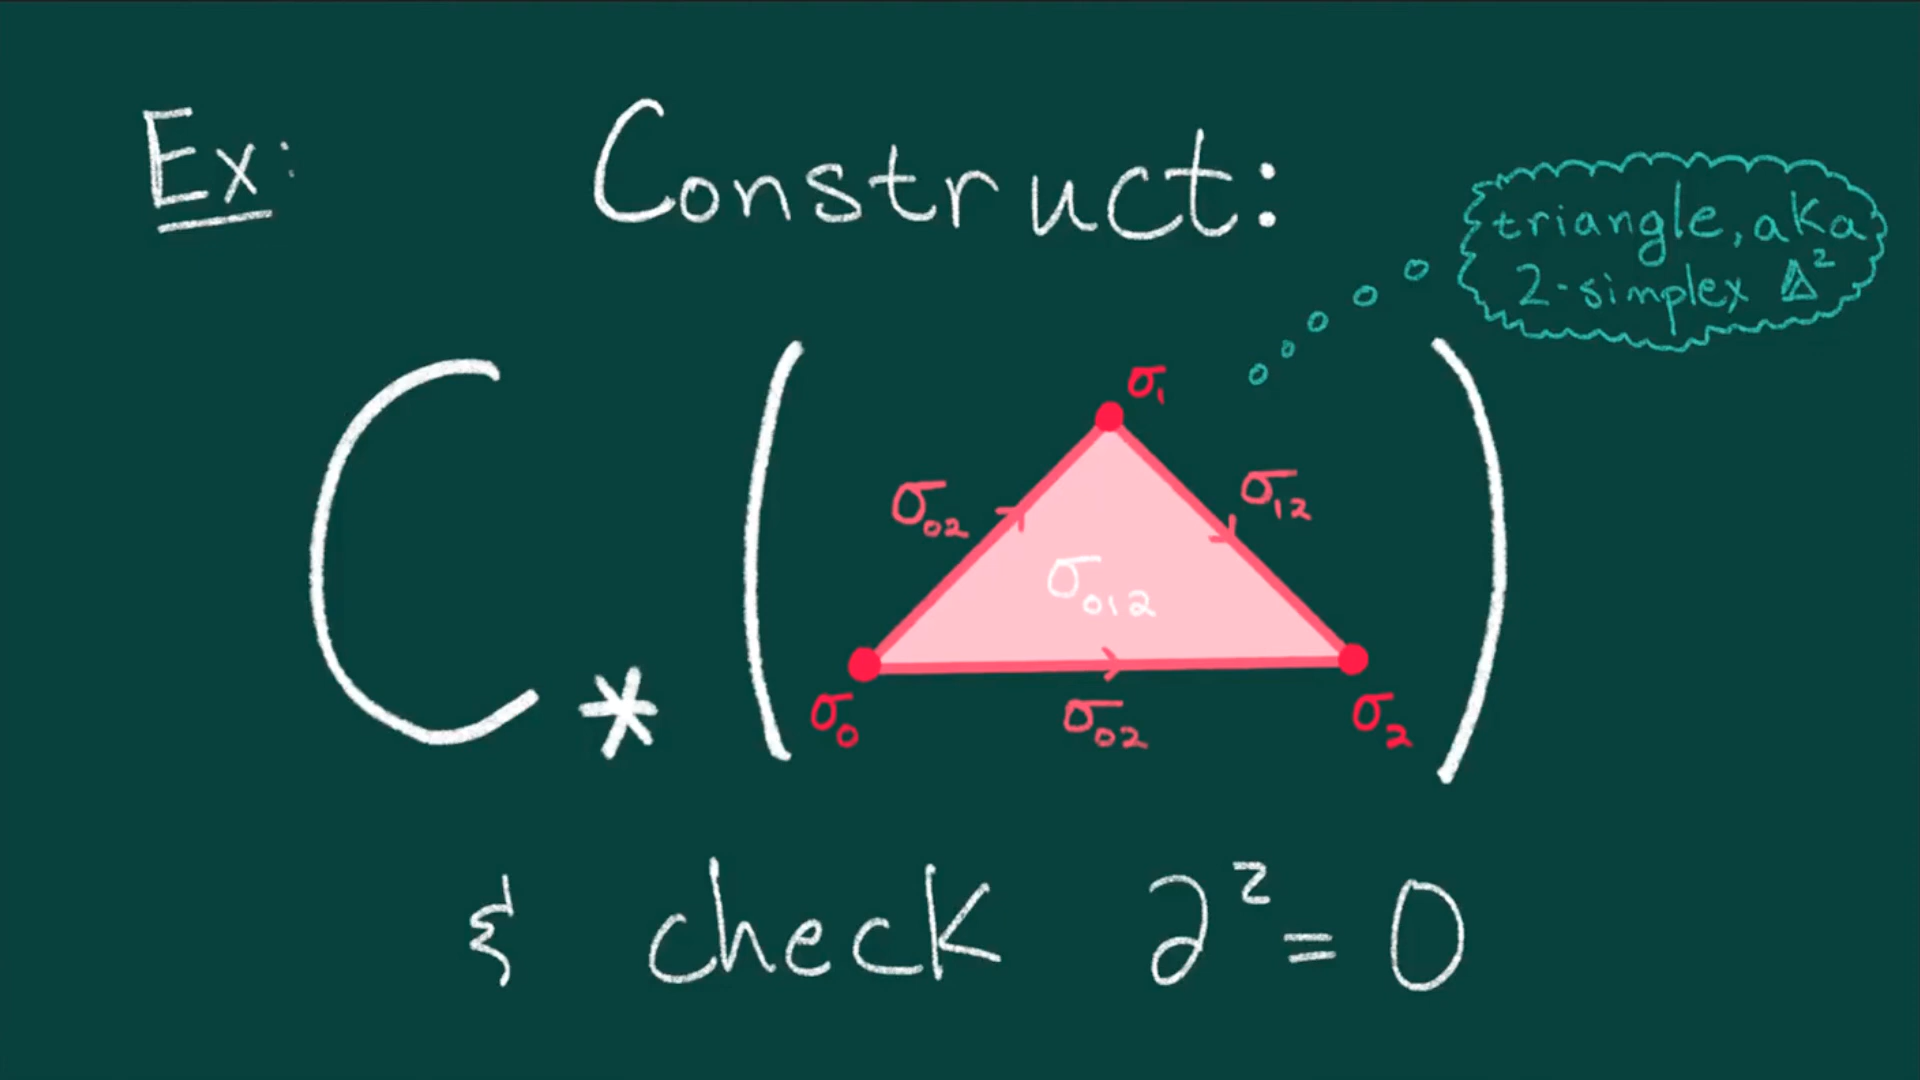 Ex:
Construct:
triangle, aka
2-simplex Δ²
C* (
σ₁
σ₀₂
σ₁₂
σ₀₁₂
σ₀
σ₀₂
σ₂
)
& check ∂² = 0